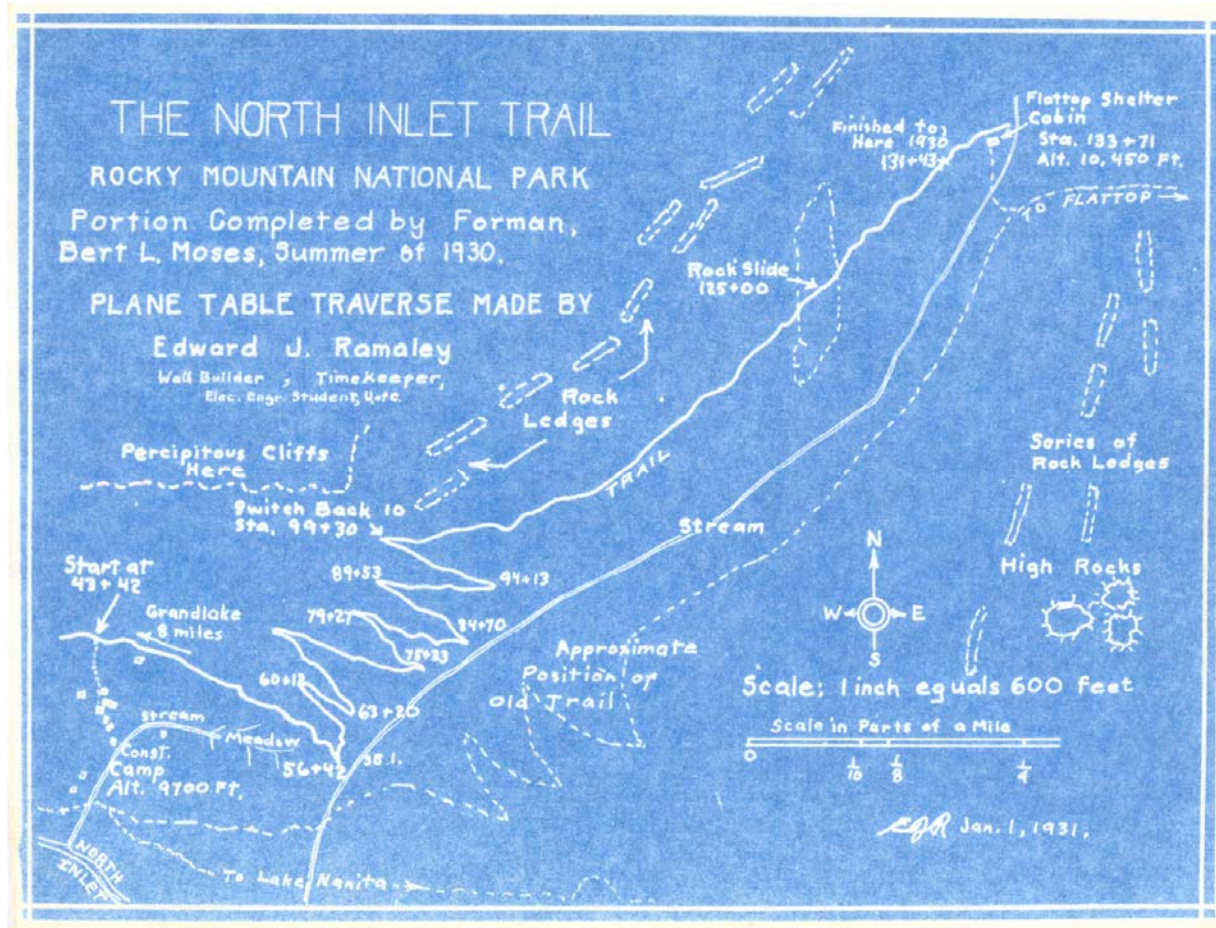 THE NORTH INLET TRAIL
ROCKY MOUNTAIN NATIONAL PARK
Portion Completed by Forman,
Bert L. Moses, Summer of 1930.
PLANE TABLE TRAVERSE MADE BY
Edward J. Ramaley
Wall Builder, Timekeeper,
Elec. Engr. Student, U. of C.
Flattop Shelter
Cabin
Sta. 133+71
Alt. 10,450 Ft.
Finished to
Here 1930
131+43
TO FLATTOP
Rock Slide
125+00
Rock
Ledges
Percipitous Cliffs
Here
Switch Back 10
Sta. 99+30
TRAIL
Stream
Series of
Rock Ledges
High Rocks
Start at
43+42
Grandlake
8 miles
89+53
94+13
79+27
84+70
75+23
60+12
63+20
56+42
SB 1.
stream
Meadow
Const.
Camp
Alt. 9700 Ft.
Approximate
Position of
Old Trail
N
W
E
S
Scale; 1 inch equals 600 feet
Scale in Parts of a Mile
0
1/10
1/8
1/4
EJR Jan. 1, 1931.
NORTH
INLET
To Lake Nanita